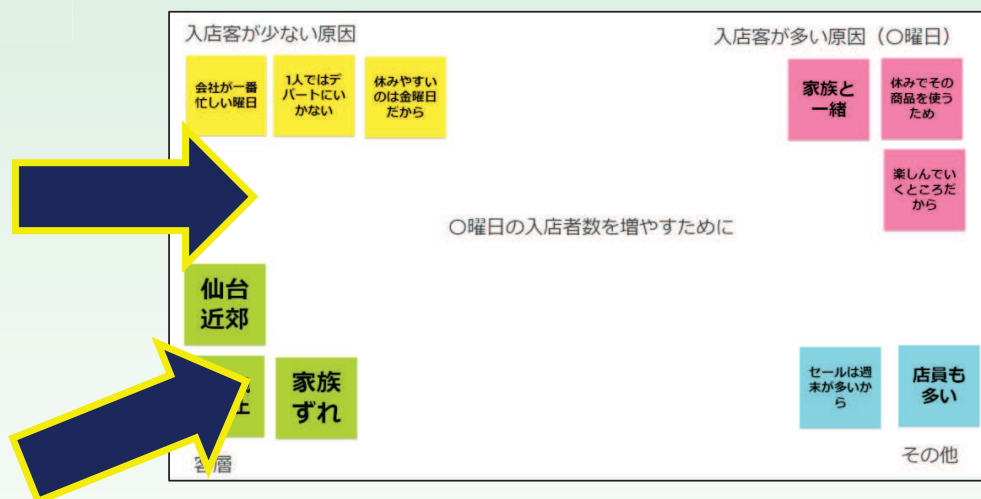 入店客が少ない原因
会社が一番
忙しい曜日
1人ではデ
パートにい
かない
休みやすい
のは金曜日
だから
入店客が多い原因（〇曜日）
家族と
一緒
休みでその
商品を使う
ため
楽しんでい
くところだ
から
〇曜日の入店者数を増やすために
仙台
近郊
家族
ずれ
客層
セールは週
末が多いか
ら
店員も
多い
その他